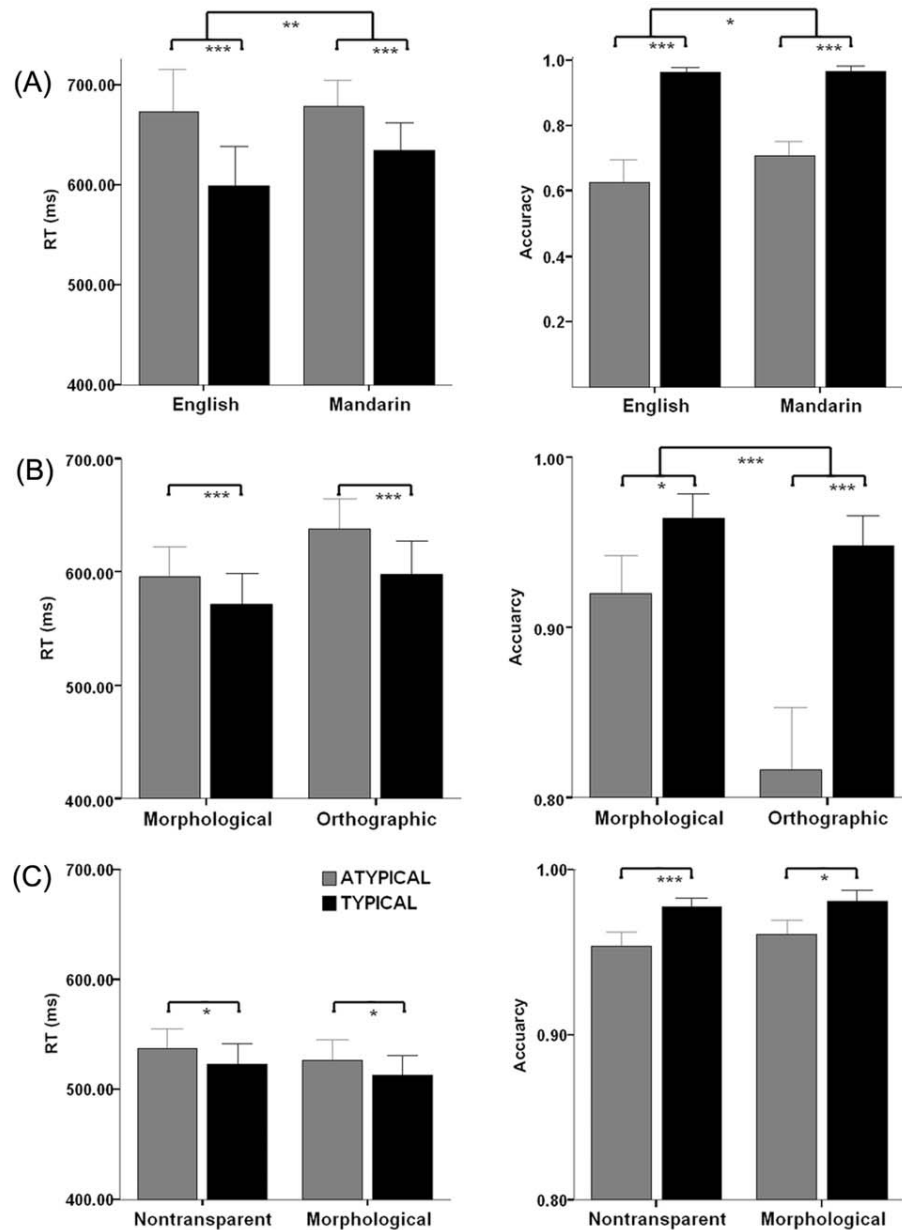 (A)
**
***
***
700.00
600.00
500.00
400.00
RT (ms)
English
Mandarin
*
***
***
1.0
0.8
0.6
0.4
0.2
Accuracy
English
Mandarin
(B)
700.00
600.00
500.00
400.00
RT (ms)
***
***
Morphological
Orthographic
1.00
0.90
0.80
Accuarcy
***
*
***
Morphological
Orthographic
(C)
700.00
600.00
500.00
400.00
RT (ms)
ATYPICAL
TYPICAL
*
*
Nontransparent
Morphological
1.00
0.90
0.80
Accuarcy
***
*
Nontransparent
Morphological